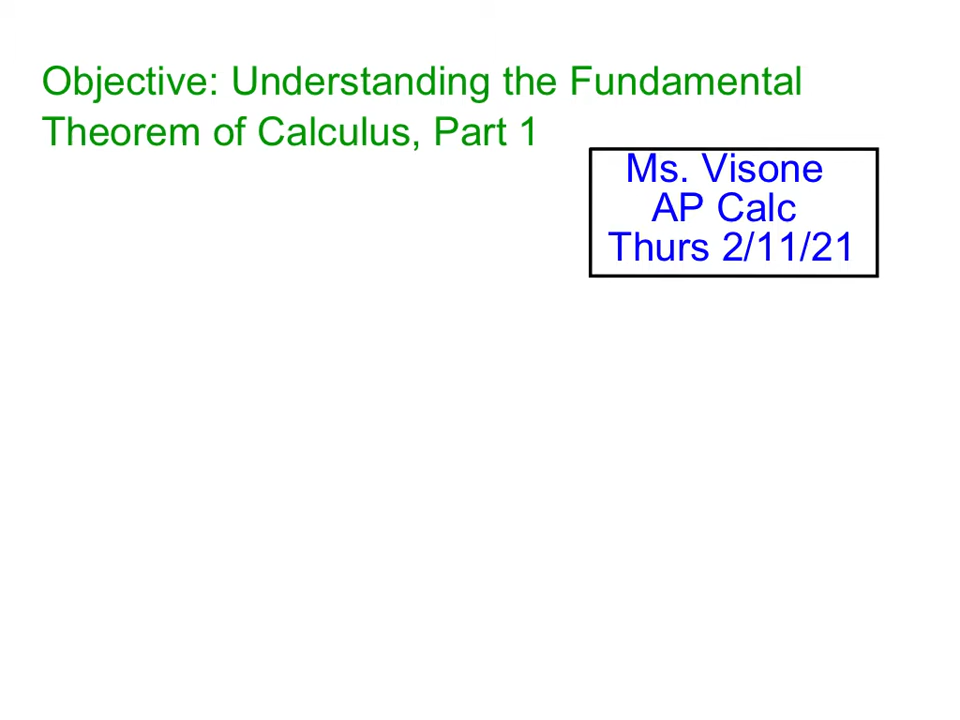 Objective: Understanding the Fundamental
Theorem of Calculus, Part 1
Ms. Visone
AP Calc
Thurs 2/11/21